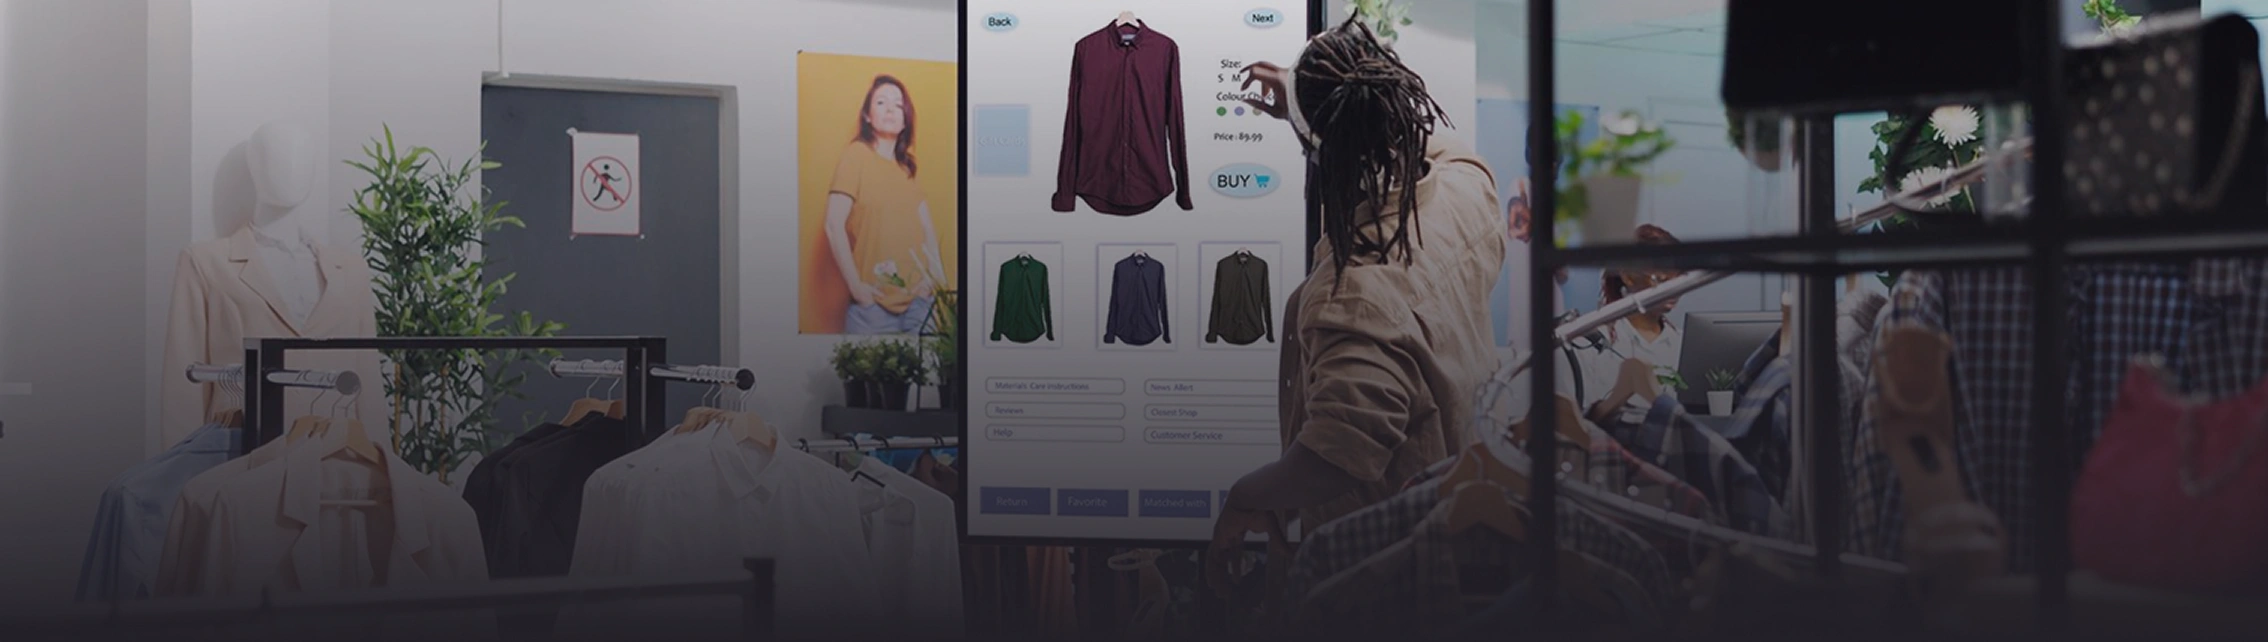 Back
Next
Size:
S M
Colour
Price : 89.99
BUY
Materials Care instructions
News Allert
Reviews
Closest Shop
Help
Customer Service
Return
Favorite
Matched with